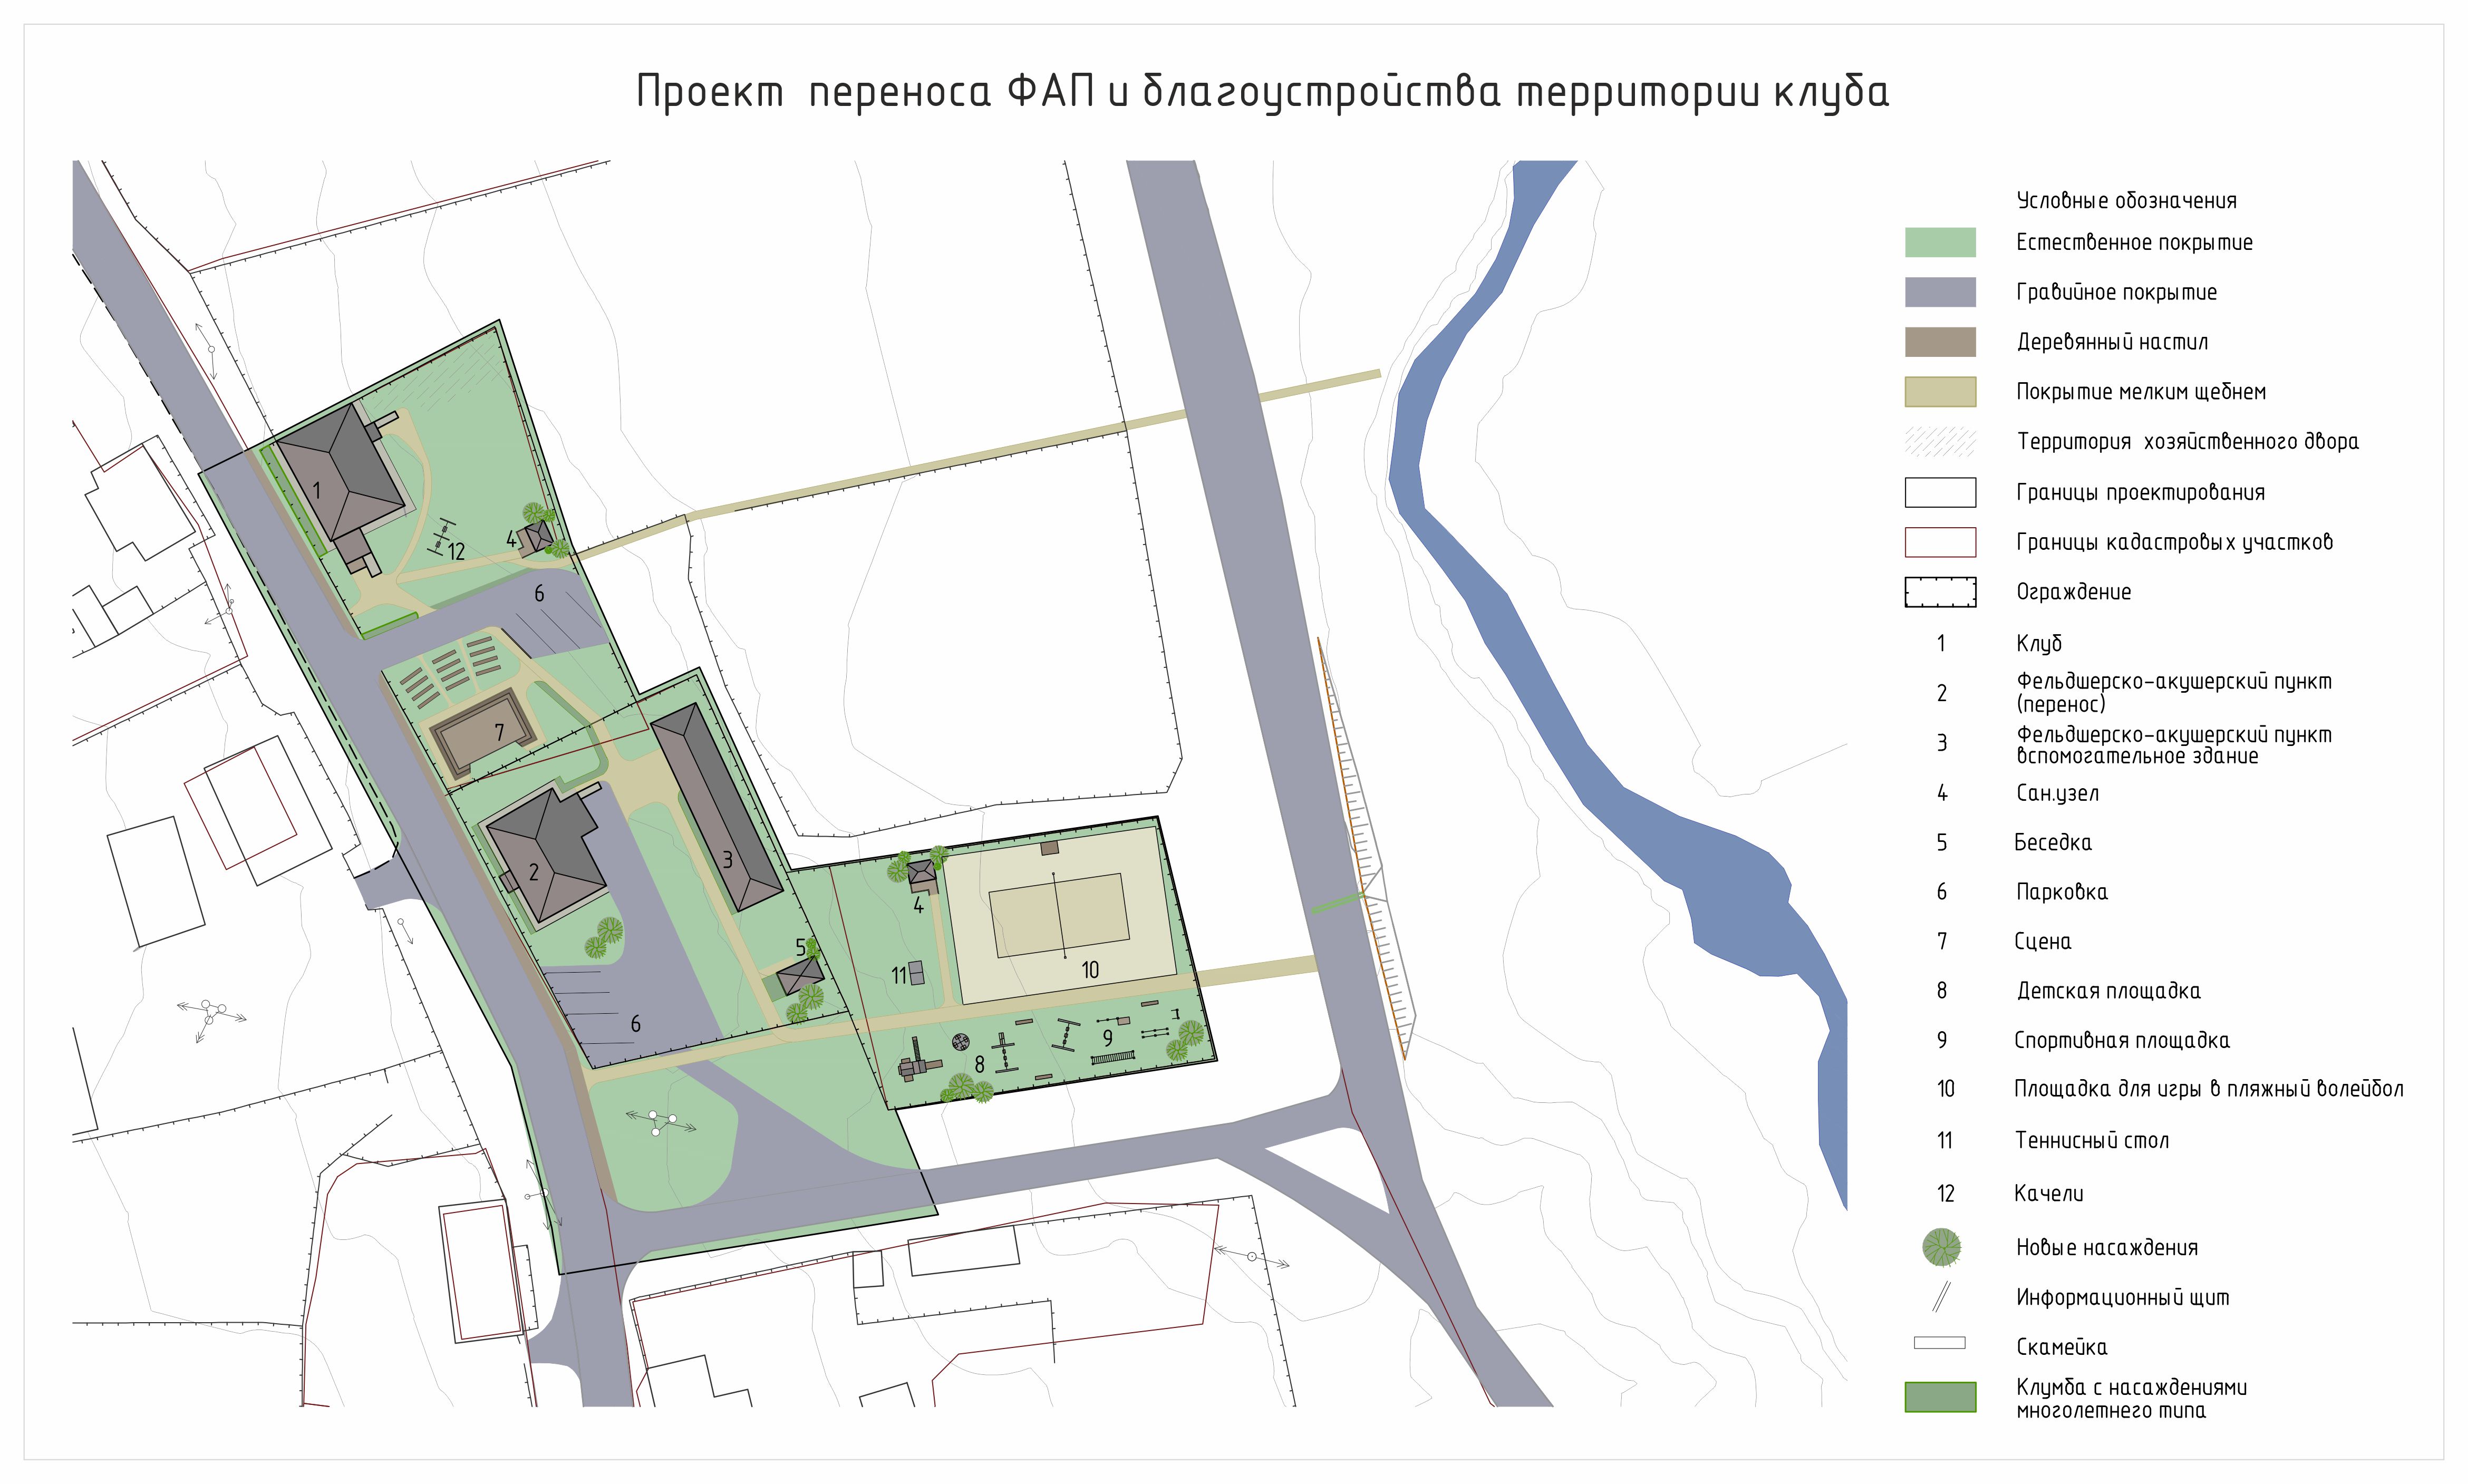 Проект переноса ФАП и благоустройства территории клуба
1
12
4
6
7
2
3
5
4
11
10
6
8
9
Условные обозначения
Естественное покрытие
Гравийное покрытие
Деревянный настил
Покрытие мелким щебнем
Территория хозяйственного двора
Границы проектирования
Границы кадастровых участков
Ограждение
1 Клуб
2 Фельдшерско-акушерский пункт
(перенос)
3 Фельдшерско-акушерский пункт
вспомогательное здание
4 Сан.узел
5 Беседка
6 Парковка
7 Сцена
8 Детская площадка
9 Спортивная площадка
10 Площадка для игры в пляжный волейбол
11 Теннисный стол
12 Качели
Новые насаждения
Информационный щит
Скамейка
Клумба с насаждениями
многолетнего типа